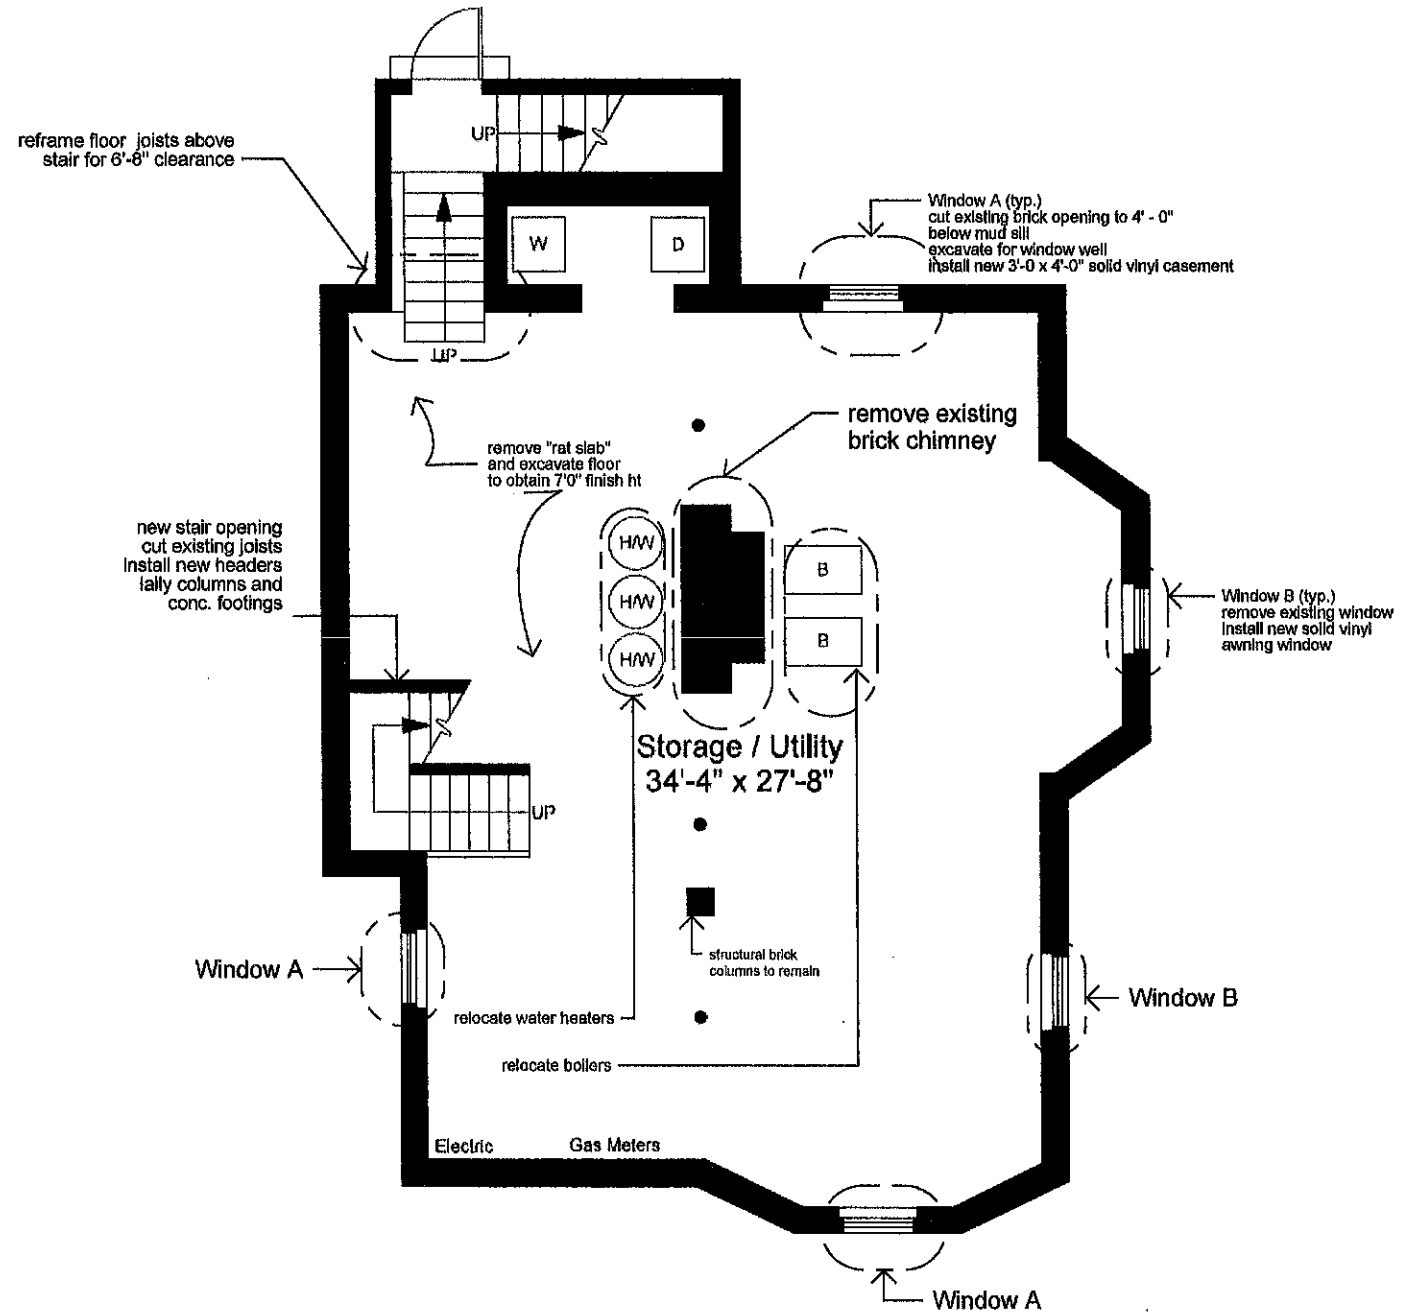 UP
reframe floor joists above
stair for 6'-8" clearance
W
D
Window A (typ.)
cut existing brick opening to 4' - 0"
below mud sill
excavate for window well
install new 3'-0 x 4'-0" solid vinyl casement
UP
remove existing
brick chimney
remove "rat slab"
and excavate floor
to obtain 7'0" finish ht
new stair opening
cut existing joists
install new headers
lally columns and
conc. footings
H/W
H/W
H/W
B
B
Window B (typ.)
remove existing window
install new solid vinyl
awning window
Storage / Utility
34'-4" x 27'-8"
UP
structural brick
columns to remain
Window A
Window B
relocate water heaters
relocate boilers
Electric
Gas Meters
Window A